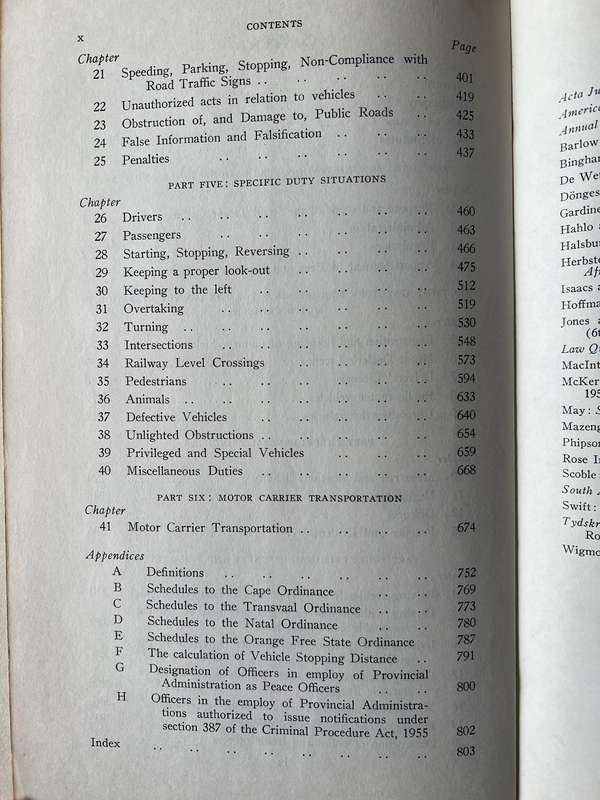 x
CONTENTS
Chapter Page
21 Speeding, Parking, Stopping, Non-Compliance with
Road Traffic Signs .. .. .. .. .. 401
22 Unauthorized acts in relation to vehicles .. .. 419
23 Obstruction of, and Damage to, Public Roads .. 425
24 False Information and Falsification .. .. .. 433
25 Penalties .. .. .. .. .. .. 437
PART FIVE: SPECIFIC DUTY SITUATIONS
Chapter
26 Drivers .. .. .. .. .. .. .. 460
27 Passengers .. .. .. .. .. .. 463
28 Starting, Stopping, Reversing .. .. .. .. 466
29 Keeping a proper look-out .. .. .. .. 475
30 Keeping to the left .. .. .. .. .. 512
31 Overtaking .. .. .. .. .. .. 519
32 Turning .. .. .. .. .. .. .. 530
33 Intersections .. .. .. .. .. .. 548
34 Railway Level Crossings .. .. .. .. 573
35 Pedestrians .. .. .. .. .. .. 594
36 Animals .. .. .. .. .. .. .. 633
37 Defective Vehicles .. .. .. .. .. 640
38 Unlighted Obstructions .. .. .. .. .. 654
39 Privileged and Special Vehicles .. .. .. 659
40 Miscellaneous Duties .. .. .. .. .. 668
PART SIX: MOTOR CARRIER TRANSPORTATION
Chapter
41 Motor Carrier Transportation .. .. .. .. 674
Appendices
A Definitions .. .. .. .. .. .. 752
B Schedules to the Cape Ordinance .. .. 769
C Schedules to the Transvaal Ordinance .. .. 773
D Schedules to the Natal Ordinance .. .. 780
E Schedules to the Orange Free State Ordinance 787
F The calculation of Vehicle Stopping Distance .. 791
G Designation of Officers in employ of Provincial
Administration as Peace Officers .. .. 800
H Officers in the employ of Provincial Administra-
tions authorized to issue notifications under
section 387 of the Criminal Procedure Act, 1955 802
Index .. .. .. .. .. .. .. .. 803
Acta Ju
America
Annual
Barlow
Bingham
De Wet
Dönges
Gardine
Hahlo a
Halsbur
Herbste
Afr
Isaacs a
Hoffma
Jones a
(6t
Law Q
MacInt
McKer
195
May: S
Mazeng
Phipson
Rose In
Scoble
South A
Swift:
Tydskr
Ro
Wigmo